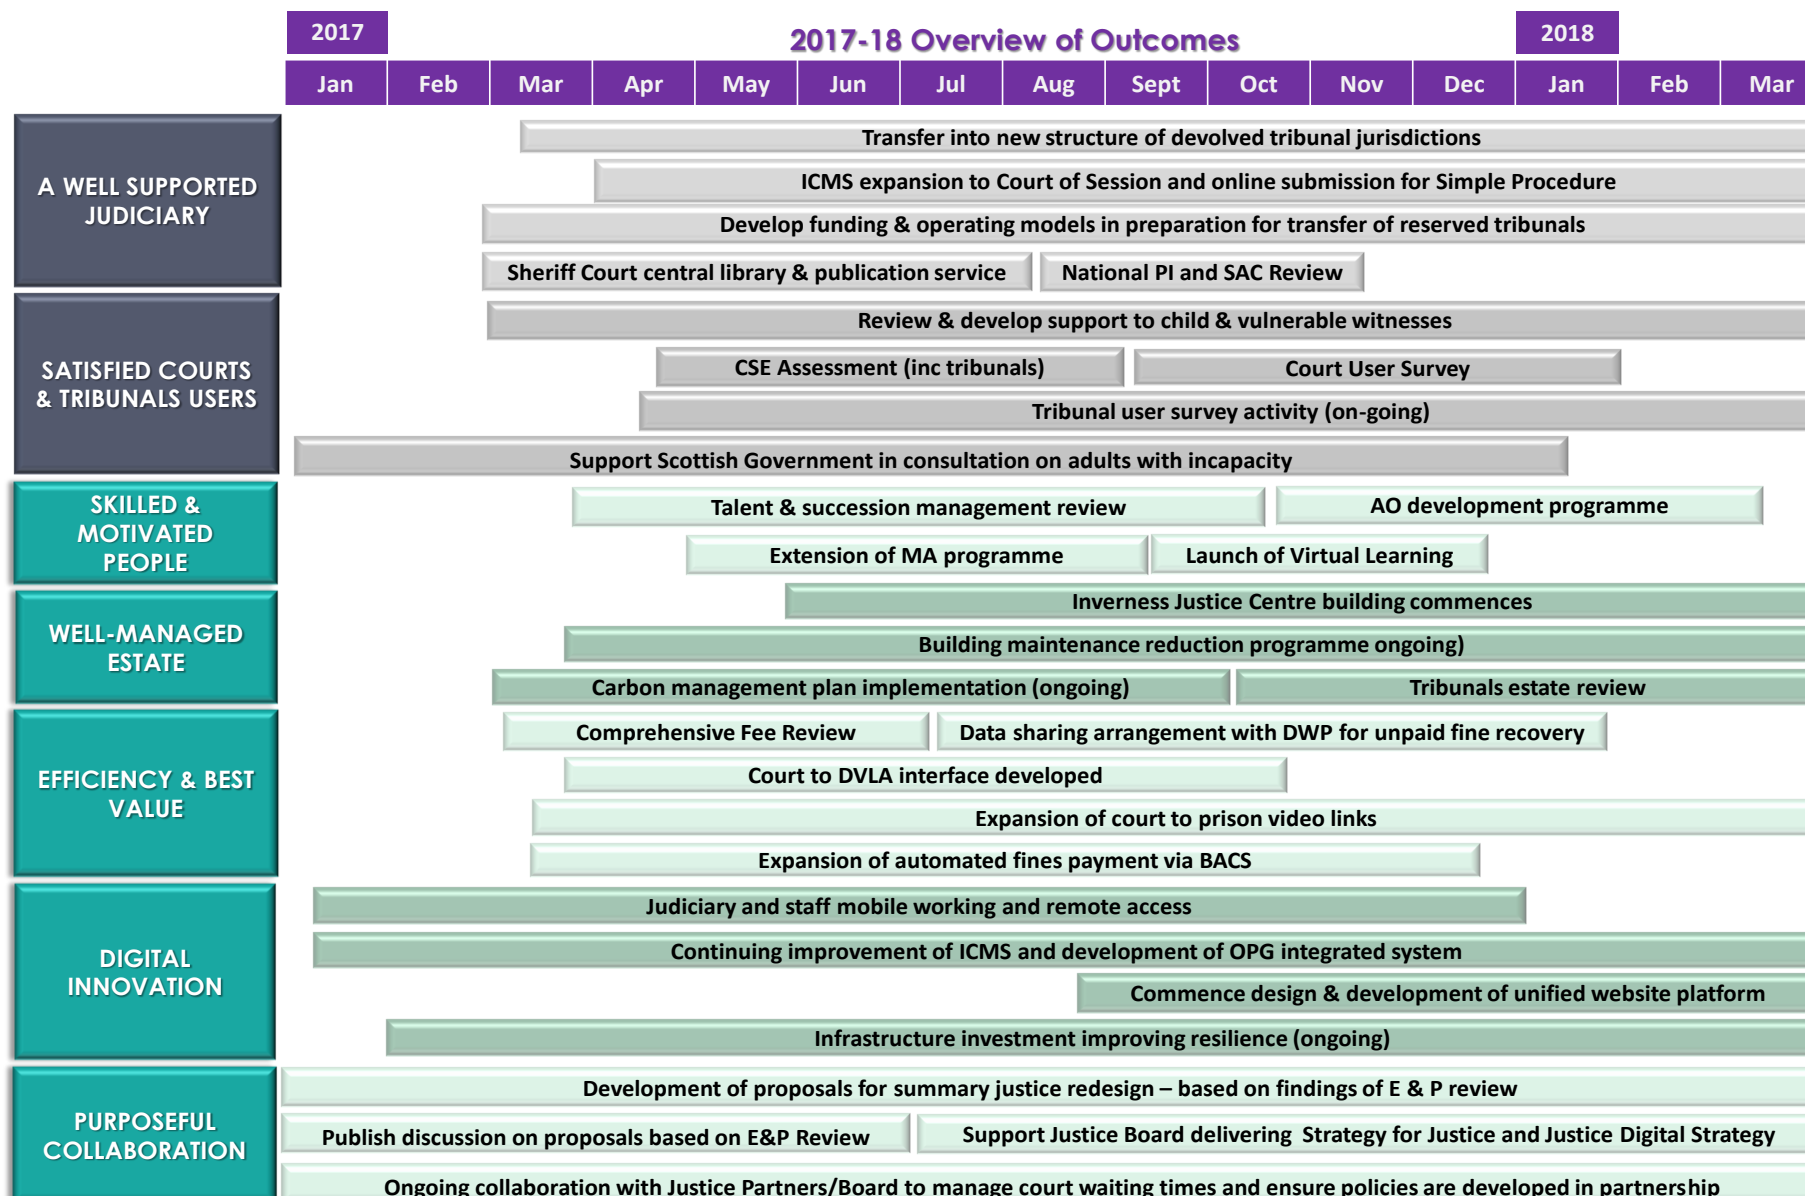 2017
2017-18 Overview of Outcomes
2018
Jan Feb Mar Apr May Jun Jul Aug Sept Oct Nov Dec Jan Feb Mar
A WELL SUPPORTED
JUDICIARY
Transfer into new structure of devolved tribunal jurisdictions
ICMS expansion to Court of Session and online submission for Simple Procedure
Develop funding & operating models in preparation for transfer of reserved tribunals
Sheriff Court central library & publication service
National PI and SAC Review
SATISFIED COURTS
& TRIBUNALS USERS
Review & develop support to child & vulnerable witnesses
CSE Assessment (inc tribunals)
Court User Survey
Tribunal user survey activity (on-going)
Support Scottish Government in consultation on adults with incapacity
SKILLED &
MOTIVATED
PEOPLE
Talent & succession management review
AO development programme
Extension of MA programme
Launch of Virtual Learning
WELL-MANAGED
ESTATE
Inverness Justice Centre building commences
Building maintenance reduction programme ongoing)
Carbon management plan implementation (ongoing)
Tribunals estate review
EFFICIENCY & BEST
VALUE
Comprehensive Fee Review
Data sharing arrangement with DWP for unpaid fine recovery
Court to DVLA interface developed
Expansion of court to prison video links
Expansion of automated fines payment via BACS
DIGITAL
INNOVATION
Judiciary and staff mobile working and remote access
Continuing improvement of ICMS and development of OPG integrated system
Commence design & development of unified website platform
Infrastructure investment improving resilience (ongoing)
PURPOSEFUL
COLLABORATION
Development of proposals for summary justice redesign – based on findings of E & P review
Publish discussion on proposals based on E&P Review
Support Justice Board delivering Strategy for Justice and Justice Digital Strategy
Ongoing collaboration with Justice Partners/Board to manage court waiting times and ensure policies are developed in partnership